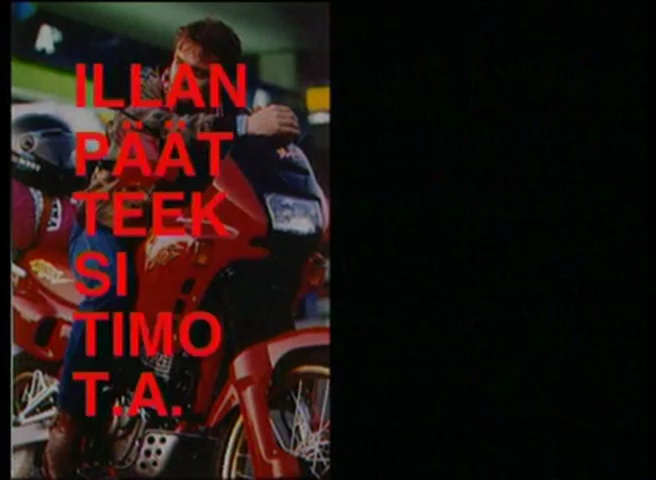 ILLAN
PÄÄT
TEEK
SI
TIMO
T.A.